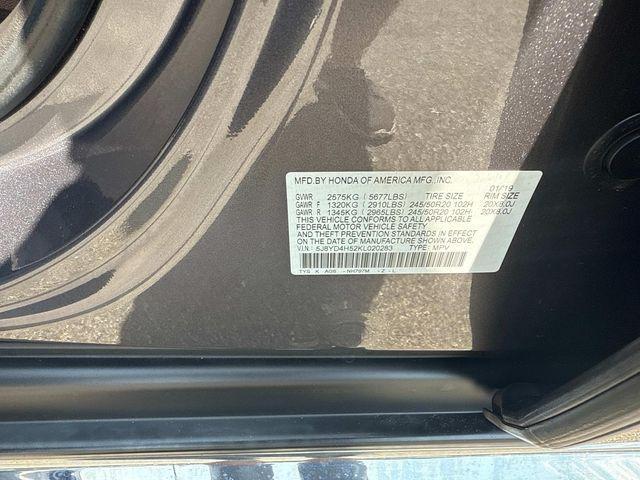 MFD.BY HONDA OF AMERICA MFG.,INC. 01/19
GVWR 2575KG ( 5677LBS) TIRE SIZE RIM SIZE
GAWR F 1320KG ( 2910LBS) 245/50R20 102H 20X8.0J
GAWR R 1345KG ( 2965LBS) 245/50R20 102H 20X8.0J
THIS VEHICLE CONFORMS TO ALL APPLICABLE
FEDERAL MOTOR VEHICLE SAFETY
AND THEFT PREVENTION STANDARDS IN EFFECT
ON THE DATE OF MANUFACTURE SHOWN ABOVE.
V.I.N.: 5J8YD4H52KL020283 TYPE: MPV
TYS K A06 - NH797M - Z - L